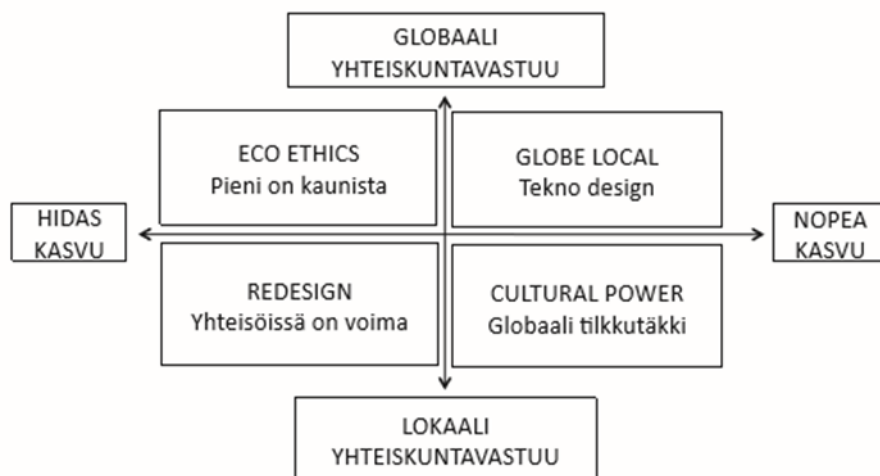 GLOBAALI
YHTEISKUNTAVASTUU
ECO ETHICS
Pieni on kaunista
GLOBE LOCAL
Tekno design
HIDAS
KASVU
NOPEA
KASVU
REDESIGN
Yhteisöissä on voima
CULTURAL POWER
Globaali tilkkutäkki
LOKAALI
YHTEISKUNTAVASTUU